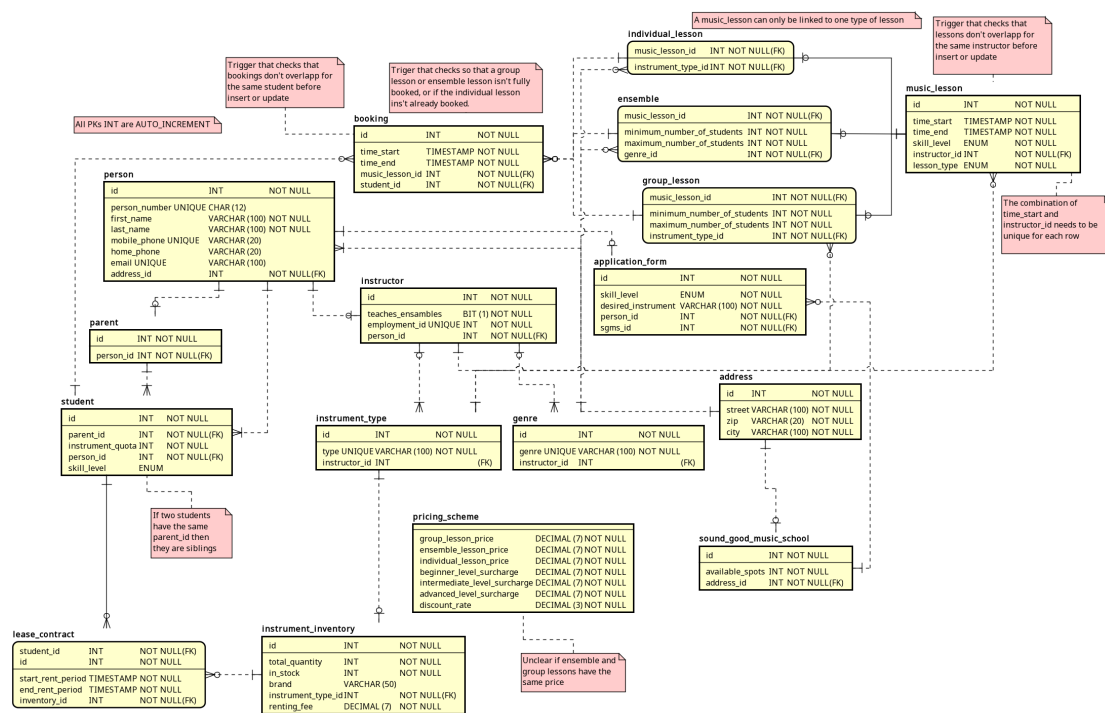 A music_lesson can only be linked to one type of lesson
Trigger that checks that
lessons don't overlapp for
the same instructor before
insert or update
individual_lesson
music_lesson_id INT NOT NULL(FK)
instrument_type_id INT NOT NULL(FK)
Trigger that checks that
bookings don't overlapp for
the same student before
insert or update
Triger that checks so that a group
lesson or ensemble lesson isn't fully
booked, or if the individual lesson
ins't already booked.
All PKs INT are AUTO_INCREMENT
music_lesson
id INT NOT NULL
time_start TIMESTAMP NOT NULL
time_end TIMESTAMP NOT NULL
skill_level ENUM NOT NULL
instructor_id INT NOT NULL(FK)
lesson_type ENUM NOT NULL
ensemble
music_lesson_id INT NOT NULL(FK)
minimum_number_of_students INT NOT NULL
maximum_number_of_students INT NOT NULL
genre_id INT NOT NULL(FK)
booking
id INT NOT NULL
time_start TIMESTAMP NOT NULL
time_end TIMESTAMP NOT NULL
music_lesson_id INT NOT NULL(FK)
student_id INT NOT NULL(FK)
person
id INT NOT NULL
person_number UNIQUE CHAR (12)
first_name VARCHAR (100) NOT NULL
last_name VARCHAR (100) NOT NULL
mobile_phone UNIQUE VARCHAR (20)
home_phone VARCHAR (20)
email UNIQUE VARCHAR (100)
address_id INT NOT NULL(FK)
group_lesson
music_lesson_id INT NOT NULL(FK)
minimum_number_of_students INT NOT NULL
maximum_number_of_students INT NOT NULL
instrument_type_id INT NOT NULL(FK)
The combination of
time_start and
instructor_id needs to be
unique for each row
application_form
id INT NOT NULL
skill_level ENUM NOT NULL
desired_instrument VARCHAR (100) NOT NULL
person_id INT NOT NULL(FK)
sgms_id INT NOT NULL(FK)
instructor
id INT NOT NULL
teaches_ensambles BIT (1) NOT NULL
employment_id UNIQUE INT NOT NULL
person_id INT NOT NULL(FK)
parent
id INT NOT NULL
person_id INT NOT NULL(FK)
address
id INT NOT NULL
street VARCHAR (100) NOT NULL
zip VARCHAR (20) NOT NULL
city VARCHAR (100) NOT NULL
student
id INT NOT NULL
parent_id INT NOT NULL(FK)
instrument_quota INT NOT NULL
person_id INT NOT NULL(FK)
skill_level ENUM
instrument_type
id INT NOT NULL
type UNIQUE VARCHAR (100) NOT NULL
instructor_id INT (FK)
genre
id INT NOT NULL
genre UNIQUE VARCHAR (100) NOT NULL
instructor_id INT (FK)
If two students
have the same
parent_id then
they are siblings
pricing_scheme
group_lesson_price DECIMAL (7) NOT NULL
ensemble_lesson_price DECIMAL (7) NOT NULL
individual_lesson_price DECIMAL (7) NOT NULL
beginner_level_surcharge DECIMAL (7) NOT NULL
intermediate_level_surcharge DECIMAL (7) NOT NULL
advanced_level_surcharge DECIMAL (7) NOT NULL
discount_rate DECIMAL (3) NOT NULL
sound_good_music_school
id INT NOT NULL
available_spots INT NOT NULL
address_id INT NOT NULL(FK)
lease_contract
student_id INT NOT NULL(FK)
id INT NOT NULL
start_rent_period TIMESTAMP NOT NULL
end_rent_period TIMESTAMP NOT NULL
inventory_id INT NOT NULL(FK)
instrument_inventory
id INT NOT NULL
total_quantity INT NOT NULL
in_stock INT NOT NULL
brand VARCHAR (50)
instrument_type_id INT NOT NULL(FK)
renting_fee DECIMAL (7) NOT NULL
Unclear if ensemble and
group lessons have the
same price